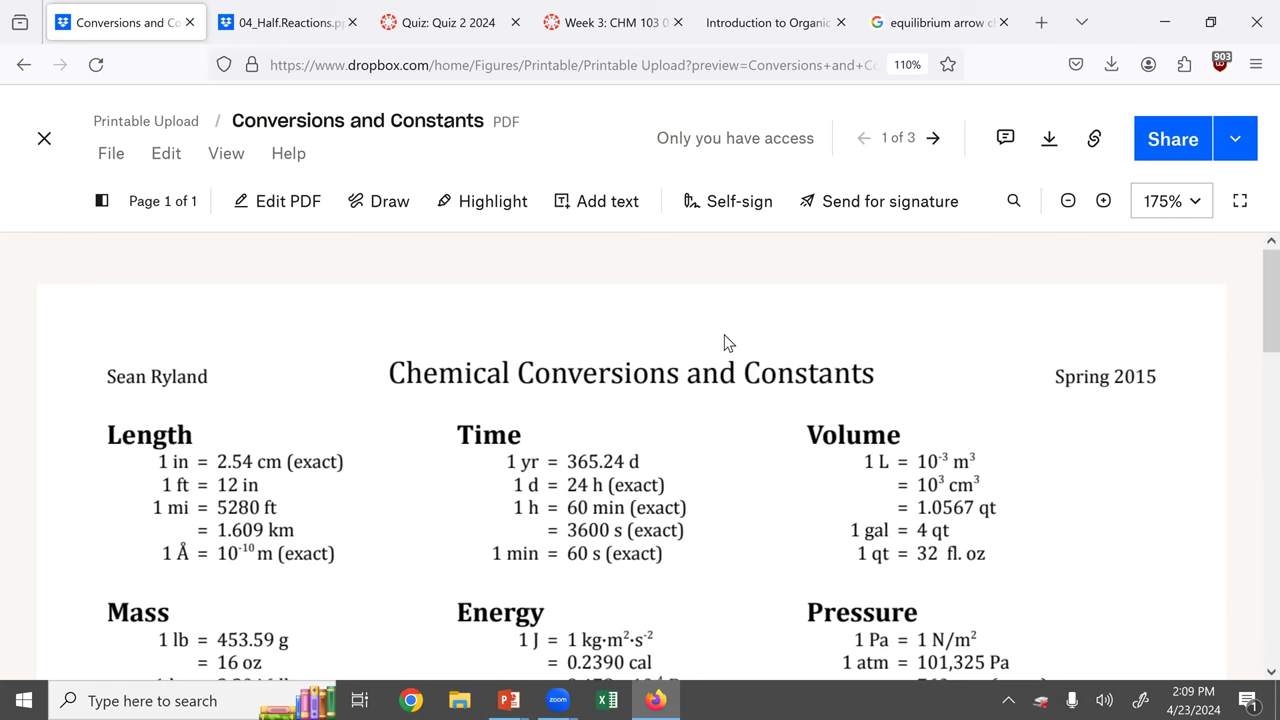 Conversions and Co
04_Half.Reactions.p
Quiz: Quiz 2 2024
Week 3: CHM 103 0
Introduction to Organic
equilibrium arrow c
https://www.dropbox.com/home/Figures/Printable/Printable Upload?preview=Conversions+and+Co
110%
903
Printable Upload / Conversions and Constants PDF
File Edit View Help
Only you have access
1 of 3
Share
Page 1 of 1
Edit PDF
Draw
Highlight
Add text
Self-sign
Send for signature
175%
Sean Ryland
Chemical Conversions and Constants
Spring 2015
Length
1 in = 2.54 cm (exact)
1 ft = 12 in
1 mi = 5280 ft
= 1.609 km
1 Å = 10⁻¹⁰ m (exact)
Time
1 yr = 365.24 d
1 d = 24 h (exact)
1 h = 60 min (exact)
= 3600 s (exact)
1 min = 60 s (exact)
Volume
1 L = 10⁻³ m³
= 10³ cm³
= 1.0567 qt
1 gal = 4 qt
1 qt = 32 fl. oz
Mass
1 lb = 453.59 g
= 16 oz
Energy
1 J = 1 kg·m²·s⁻²
= 0.2390 cal
Pressure
1 Pa = 1 N/m²
1 atm = 101,325 Pa
Type here to search
zoom
2:09 PM
4/23/2024
1